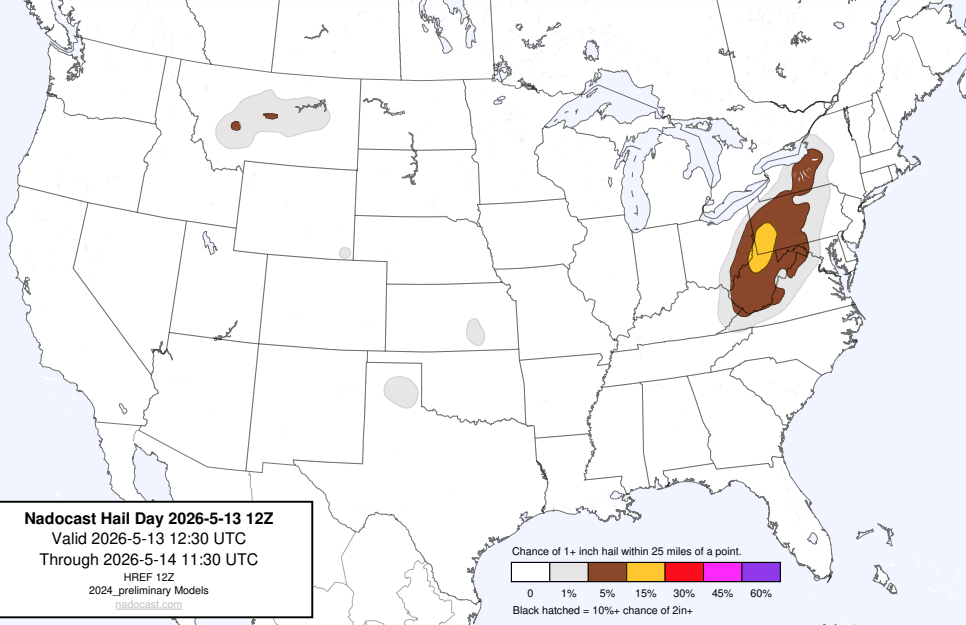 Nadocast Hail Day 2026-5-13 12Z
Valid 2026-5-13 12:30 UTC
Through 2026-5-14 11:30 UTC
HREF 12Z
2024_preliminary Models
nadocast.com
Chance of 1+ inch hail within 25 miles of a point.
0 1% 5% 15% 30% 45% 60%
Black hatched = 10%+ chance of 2in+